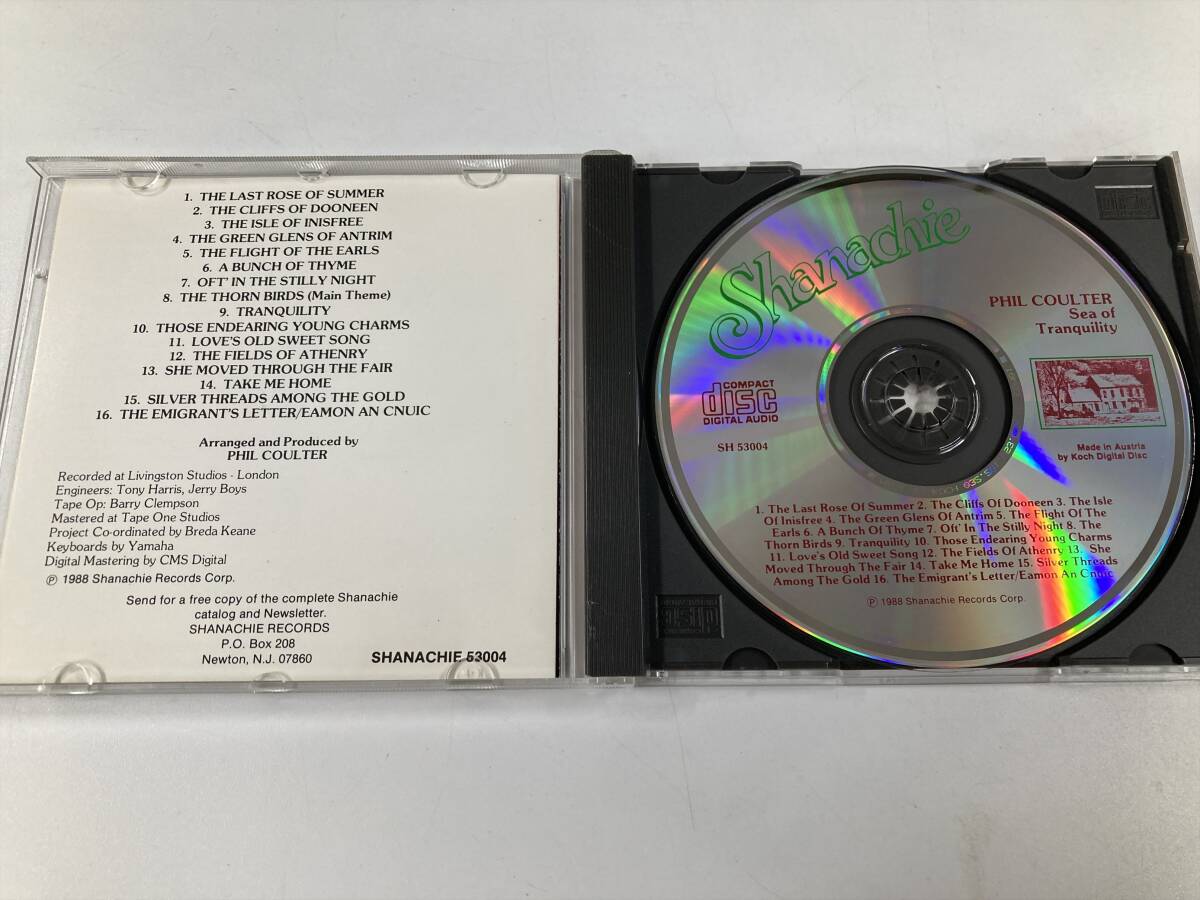 1. THE LAST ROSE OF SUMMER
2. THE CLIFFS OF DOONEEN
3. THE ISLE OF INISFREE
4. THE GREEN GLENS OF ANTRIM
5. THE FLIGHT OF THE EARLS
6. A BUNCH OF THYME
7. OFT' IN THE STILLY NIGHT
8. THE THORN BIRDS (Main Theme)
9. TRANQUILITY
10. THOSE ENDEARING YOUNG CHARMS
11. LOVE'S OLD SWEET SONG
12. THE FIELDS OF ATHENRY
13. SHE MOVED THROUGH THE FAIR
14. TAKE ME HOME
15. SILVER THREADS AMONG THE GOLD
16. THE EMIGRANT'S LETTER/EAMON AN CNUIC
Arranged and Produced by
PHIL COULTER
Recorded at Livingston Studios - London
Engineers: Tony Harris, Jerry Boys
Tape Op: Barry Clempson
Mastered at Tape One Studios
Project Co-ordinated by Breda Keane
Keyboards by Yamaha
Digital Mastering by CMS Digital
℗ 1988 Shanachie Records Corp.
Send for a free copy of the complete Shanachie
catalog and Newsletter.
SHANACHIE RECORDS
P.O. Box 208
Newton, N.J. 07860
SHANACHIE 53004
Shanachie
PHIL COULTER
Sea of
Tranquility
COMPACT
disc
DIGITAL AUDIO
SH 53004
Made in Austria
by Koch Digital Disc
1. The Last Rose Of Summer 2. The Cliffs Of Dooneen 3. The Isle
Of Inisfree 4. The Green Glens Of Antrim 5. The Flight Of The
Earls 6. A Bunch Of Thyme 7. Oft' In The Stilly Night 8. The
Thorn Birds 9. Tranquility 10. Those Endearing Young Charms
11. Love's Old Sweet Song 12. The Fields Of Athenry 13. She
Moved Through The Fair 14. Take Me Home 15. Silver Threads
Among The Gold 16. The Emigrant's Letter/Eamon An Cnuic
℗ 1988 Shanachie Records Corp.